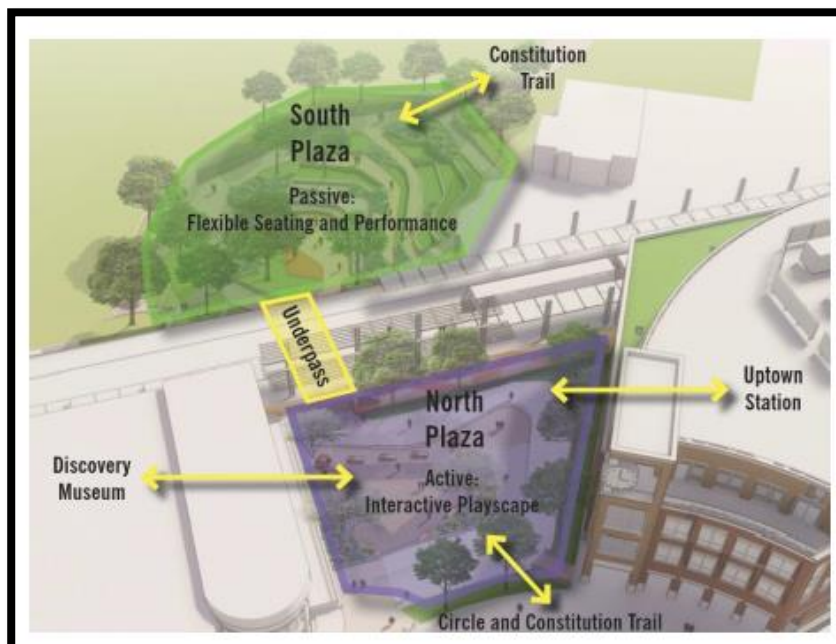 Constitution
Trail
South
Plaza
Passive:
Flexible Seating and Performance
Underpass
North
Plaza
Uptown
Station
Discovery
Museum
Active:
Interactive Playscape
Circle and Constitution Trail